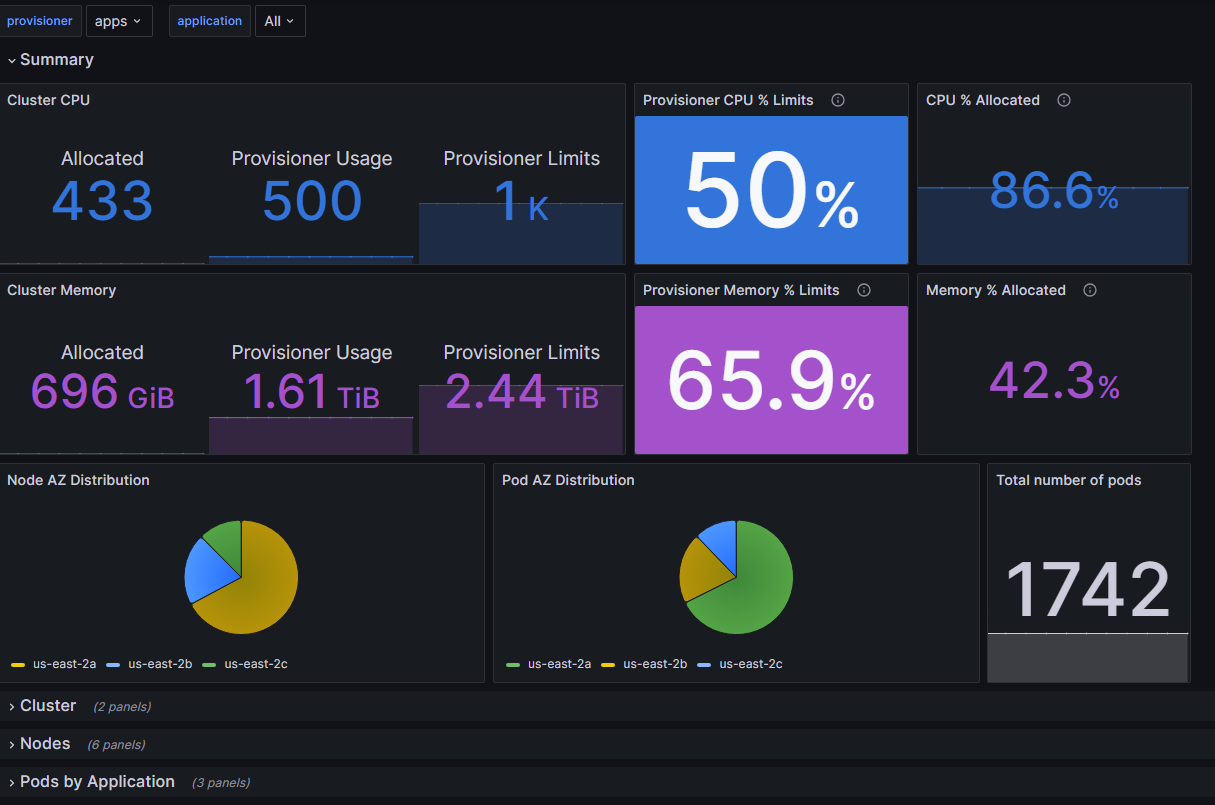 provisioner apps application All
Summary
Cluster CPU
Allocated Provisioner Usage Provisioner Limits
433 500 1 K
Provisioner CPU % Limits
50%
CPU % Allocated
86.6%
Cluster Memory
Allocated Provisioner Usage Provisioner Limits
696 GiB 1.61 TiB 2.44 TiB
Provisioner Memory % Limits
65.9%
Memory % Allocated
42.3%
Node AZ Distribution
us-east-2a us-east-2b us-east-2c
Pod AZ Distribution
us-east-2a us-east-2b us-east-2c
Total number of pods
1742
Cluster (2 panels)
Nodes (6 panels)
Pods by Application (3 panels)